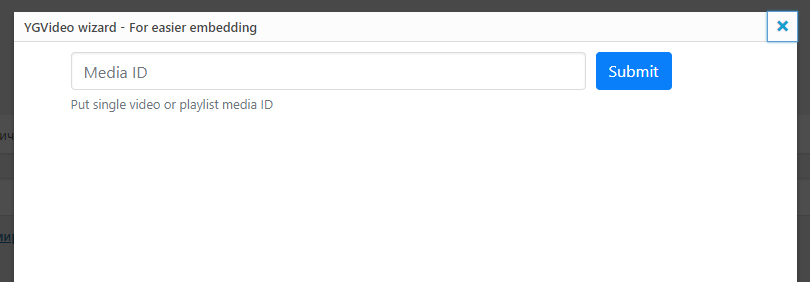 YGVideo wizard - For easier embedding
Media ID
Submit
Put single video or playlist media ID